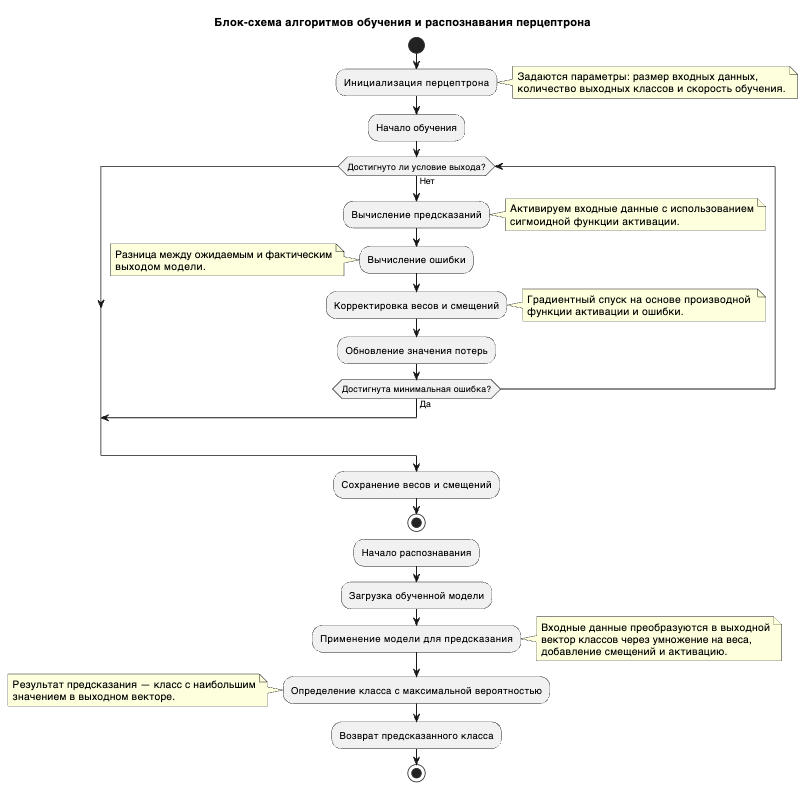 Блок-схема алгоритмов обучения и распознавания перцептрона
Инициализация перцептрона
Задаются параметры: размер входных данных,
количество выходных классов и скорость обучения.
Начало обучения
Достигнуто ли условие выхода?
Нет
Вычисление предсказаний
Активируем входные данные с использованием
сигмоидной функции активации.
Разница между ожидаемым и фактическим
выходом модели.
Вычисление ошибки
Корректировка весов и смещений
Градиентный спуск на основе производной
функции активации и ошибки.
Обновление значения потерь
Достигнута минимальная ошибка?
Да
Сохранение весов и смещений
Начало распознавания
Загрузка обученной модели
Применение модели для предсказания
Входные данные преобразуются в выходной
вектор классов через умножение на веса,
добавление смещений и активацию.
Результат предсказания — класс с наибольшим
значением в выходном векторе.
Определение класса с максимальной вероятностью
Возврат предсказанного класса